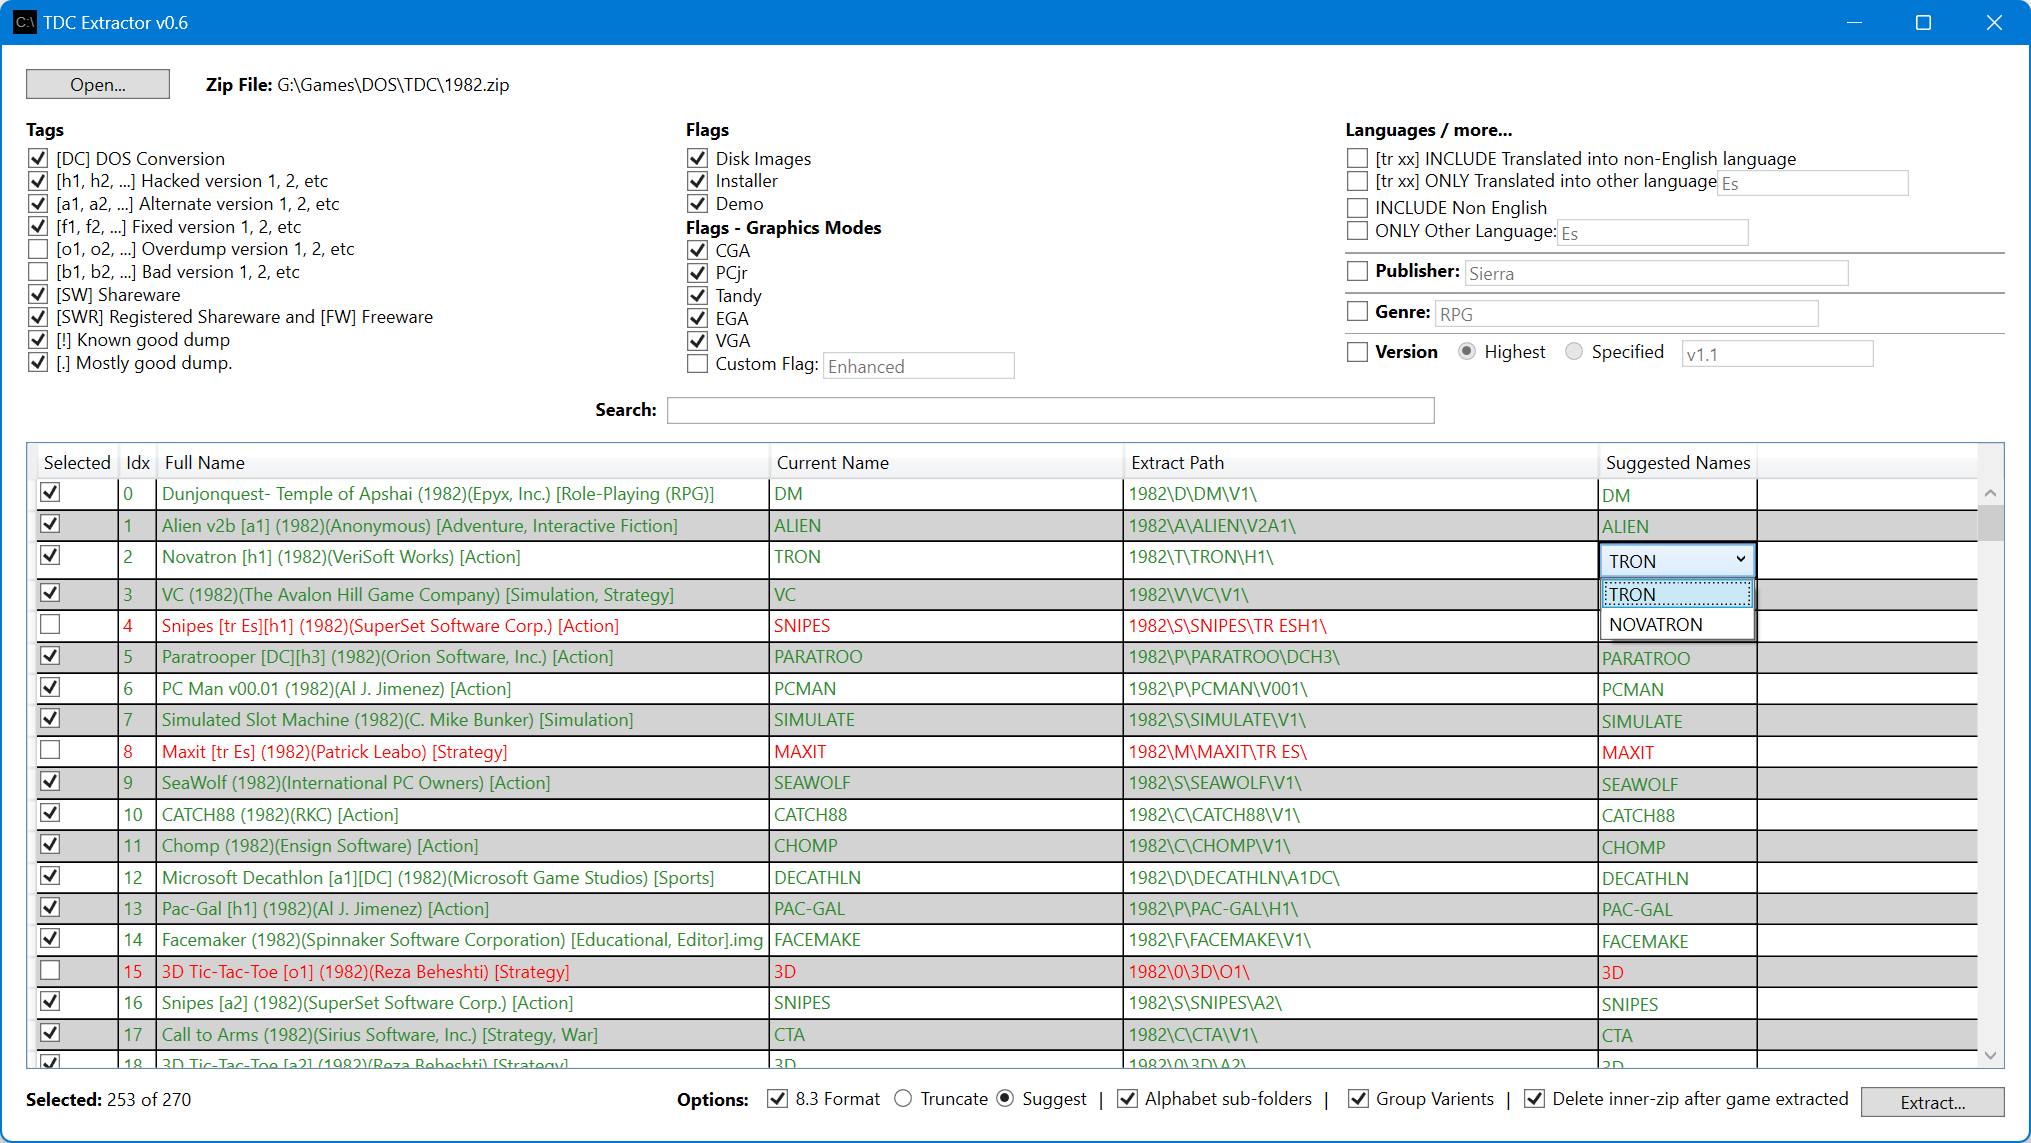 C:\ TDC Extractor v0.6
Open... Zip File: G:\Games\DOS\TDC\1982.zip
Tags
[DC] DOS Conversion
[h1, h2, ...] Hacked version 1, 2, etc
[a1, a2, ...] Alternate version 1, 2, etc
[f1, f2, ...] Fixed version 1, 2, etc
[o1, o2, ...] Overdump version 1, 2, etc
[b1, b2, ...] Bad version 1, 2, etc
[SW] Shareware
[SWR] Registered Shareware and [FW] Freeware
[!] Known good dump
[.] Mostly good dump.
Flags
Disk Images
Installer
Demo
Flags - Graphics Modes
CGA
PCjr
Tandy
EGA
VGA
Custom Flag: Enhanced
Languages / more...
[tr xx] INCLUDE Translated into non-English language
[tr xx] ONLY Translated into other language Es
INCLUDE Non English
ONLY Other Language: Es
Publisher: Sierra
Genre: RPG
Version Highest Specified v1.1
Search:
Selected Idx Full Name Current Name Extract Path Suggested Names
0 Dunjonquest- Temple of Apshai (1982)(Epyx, Inc.) [Role-Playing (RPG)] DM 1982\D\DM\V1\ DM
1 Alien v2b [a1] (1982)(Anonymous) [Adventure, Interactive Fiction] ALIEN 1982\A\ALIEN\V2A1\ ALIEN
2 Novatron [h1] (1982)(VeriSoft Works) [Action] TRON 1982\T\TRON\H1\ TRON
3 VC (1982)(The Avalon Hill Game Company) [Simulation, Strategy] VC 1982\V\VC\V1\ TRON
4 Snipes [tr Es][h1] (1982)(SuperSet Software Corp.) [Action] SNIPES 1982\S\SNIPES\TR ESH1\ NOVATRON
5 Paratrooper [DC][h3] (1982)(Orion Software, Inc.) [Action] PARATROO 1982\P\PARATROO\DCH3\ PARATROO
6 PC Man v00.01 (1982)(Al J. Jimenez) [Action] PCMAN 1982\P\PCMAN\V001\ PCMAN
7 Simulated Slot Machine (1982)(C. Mike Bunker) [Simulation] SIMULATE 1982\S\SIMULATE\V1\ SIMULATE
8 Maxit [tr Es] (1982)(Patrick Leabo) [Strategy] MAXIT 1982\M\MAXIT\TR ES\ MAXIT
9 SeaWolf (1982)(International PC Owners) [Action] SEAWOLF 1982\S\SEAWOLF\V1\ SEAWOLF
10 CATCH88 (1982)(RKC) [Action] CATCH88 1982\C\CATCH88\V1\ CATCH88
11 Chomp (1982)(Ensign Software) [Action] CHOMP 1982\C\CHOMP\V1\ CHOMP
12 Microsoft Decathlon [a1][DC] (1982)(Microsoft Game Studios) [Sports] DECATHLN 1982\D\DECATHLN\A1DC\ DECATHLN
13 Pac-Gal [h1] (1982)(Al J. Jimenez) [Action] PAC-GAL 1982\P\PAC-GAL\H1\ PAC-GAL
14 Facemaker (1982)(Spinnaker Software Corporation) [Educational, Editor].img FACEMAKE 1982\F\FACEMAKE\V1\ FACEMAKE
15 3D Tic-Tac-Toe [o1] (1982)(Reza Beheshti) [Strategy] 3D 1982\0\3D\O1\ 3D
16 Snipes [a2] (1982)(SuperSet Software Corp.) [Action] SNIPES 1982\S\SNIPES\A2\ SNIPES
17 Call to Arms (1982)(Sirius Software, Inc.) [Strategy, War] CTA 1982\C\CTA\V1\ CTA
18 3D Tic-Tac-Toe [a2] (1982)(Reza Beheshti) [Strategy] 3D 1982\0\3D\A2\ 3D
Selected: 253 of 270 Options: 8.3 Format Truncate Suggest | Alphabet sub-folders | Group Varients | Delete inner-zip after game extracted Extract...